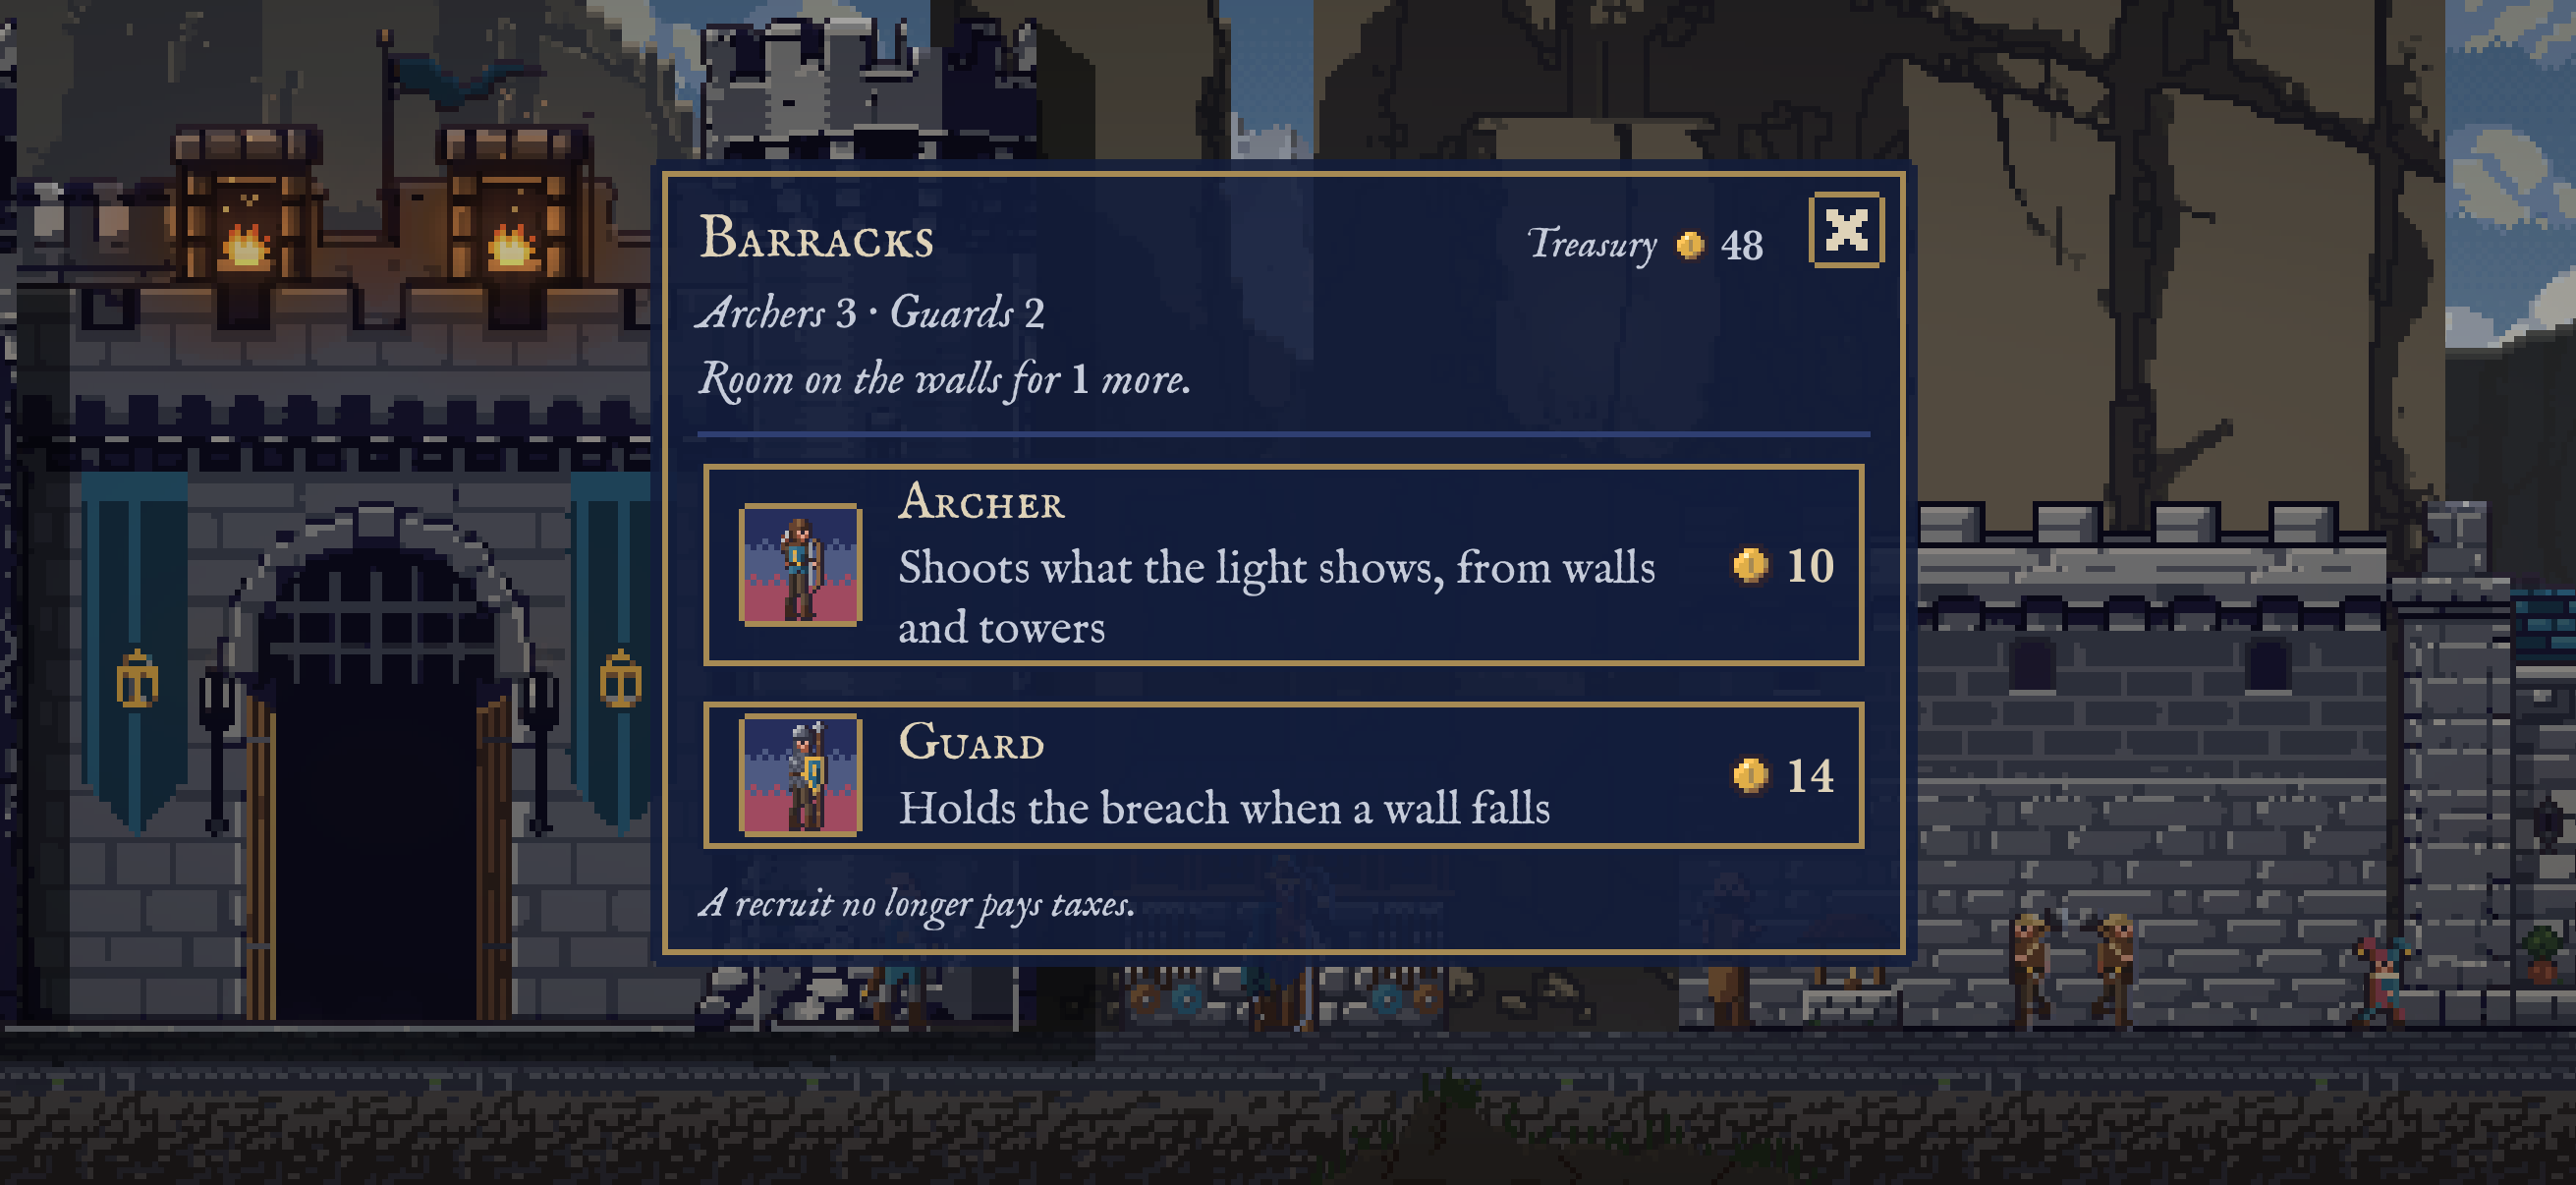 Barracks
Treasury 48
Archers 3 · Guards 2
Room on the walls for 1 more.
Archer
Shoots what the light shows, from walls
and towers
10
Guard
Holds the breach when a wall falls
14
A recruit no longer pays taxes.